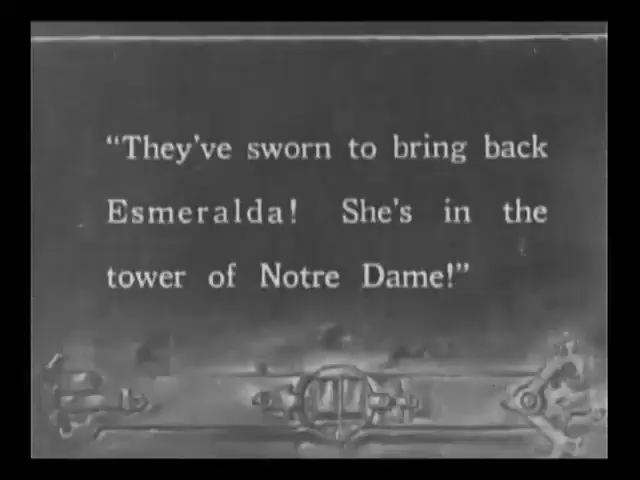 “They’ve sworn to bring back
Esmeralda! She’s in the
tower of Notre Dame!”